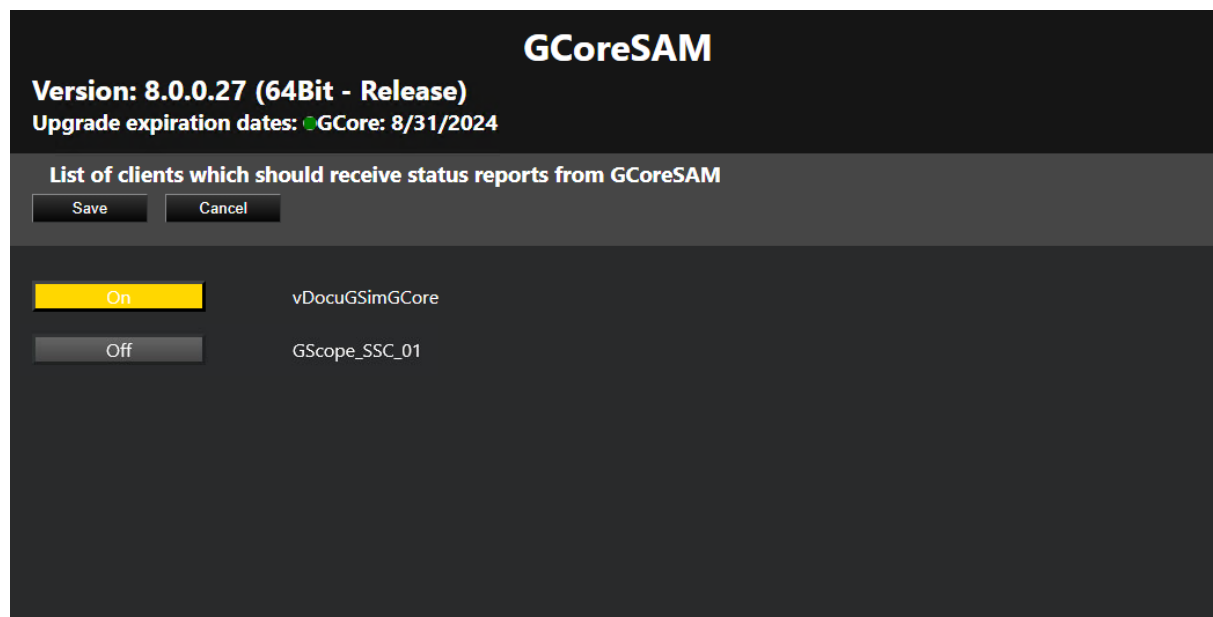 GCoreSAM
Version: 8.0.0.27 (64Bit - Release)
Upgrade expiration dates: GCore: 8/31/2024
List of clients which should receive status reports from GCoreSAM
Save Cancel
On vDocuGSimGCore
Off GScope_SSC_01